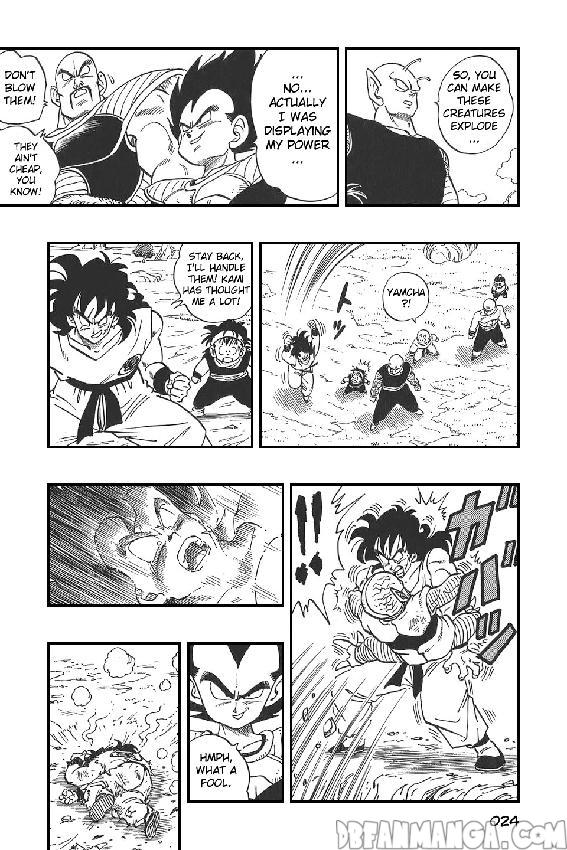 SO, YOU
CAN MAKE
THESE
CREATURES
EXPLODE
...
...
NO...
ACTUALLY
I WAS
DISPLAYING
MY POWER
...
DON'T
BLOW
THEM!
THEY
AIN'T
CHEAP,
YOU
KNOW!
YAMCHA
?!
STAY BACK,
I'LL HANDLE
THEM! KAMI
HAS THOUGHT
ME A LOT!
HMPH,
WHAT A
FOOL.
024
DBFANMANGA.COM